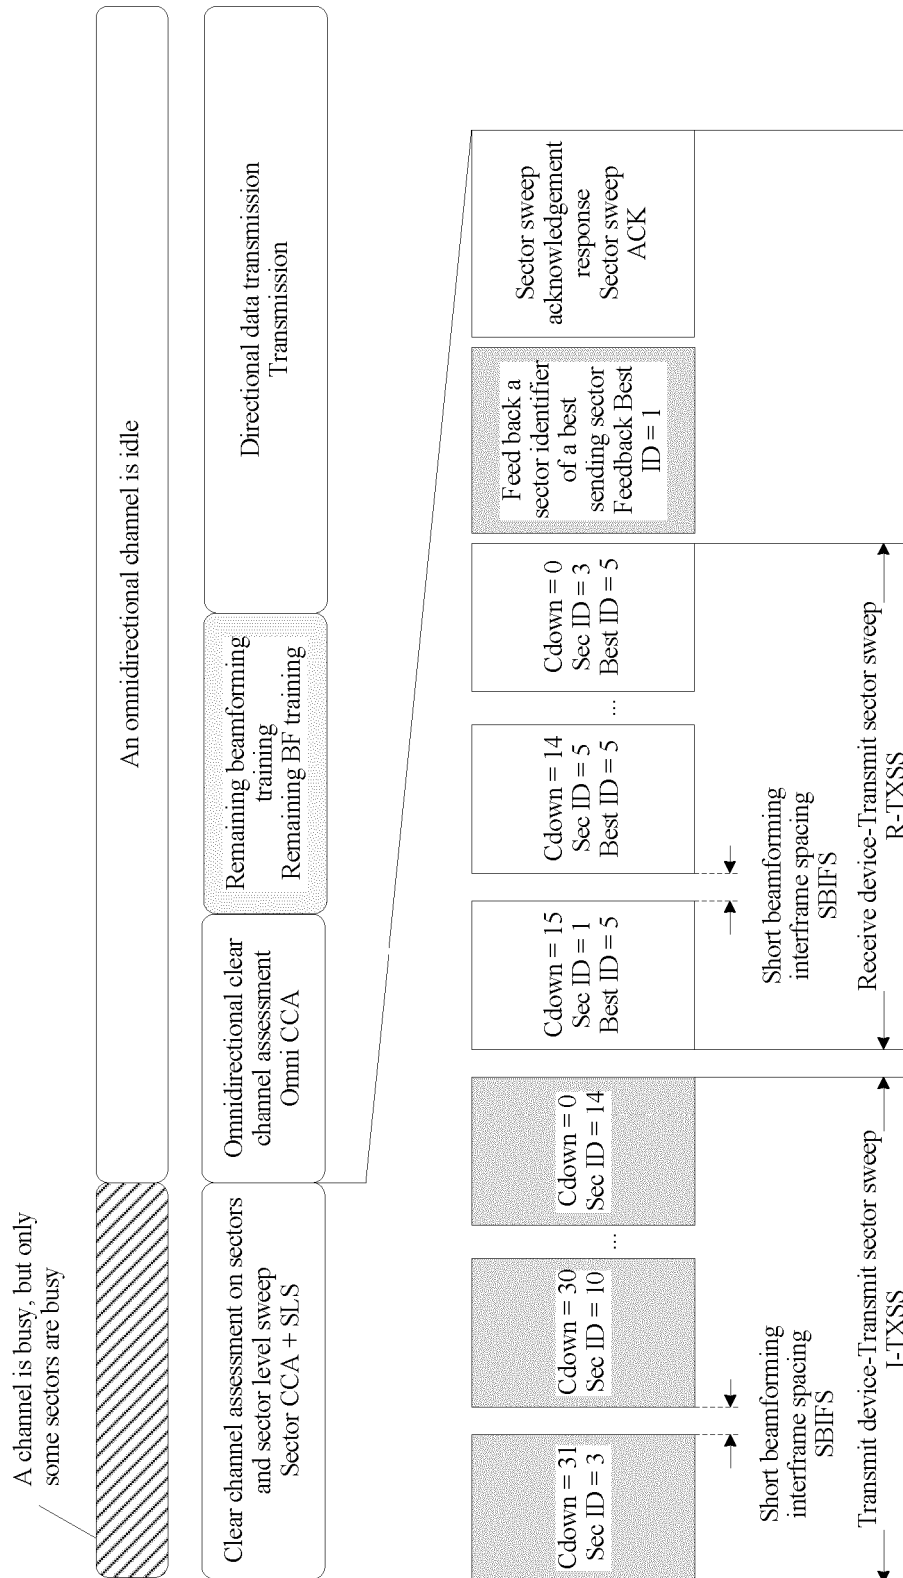 A channel is busy, but only
some sectors are busy
An omnidirectional channel is idle
Clear channel assessment on sectors
and sector level sweep
Sector CCA + SLS
Omnidirectional clear
channel assessment
Omni CCA
Remaining beamforming
training
Remaining BF training
Directional data transmission
Transmission
Cdown = 31
Sec ID = 3
Cdown = 30
Sec ID = 10
...
Cdown = 0
Sec ID = 14
Cdown = 15
Sec ID = 1
Best ID = 5
Cdown = 14
Sec ID = 5
Best ID = 5
...
Cdown = 0
Sec ID = 3
Best ID = 5
Feed back a
sector identifier
of a best
sending sector
Feedback Best
ID = 1
Sector sweep
acknowledgement
response
Sector sweep
ACK
Short beamforming
interframe spacing
SBIFS
Short beamforming
interframe spacing
SBIFS
Transmit device-Transmit sector sweep
I-TXSS
Receive device-Transmit sector sweep
R-TXSS